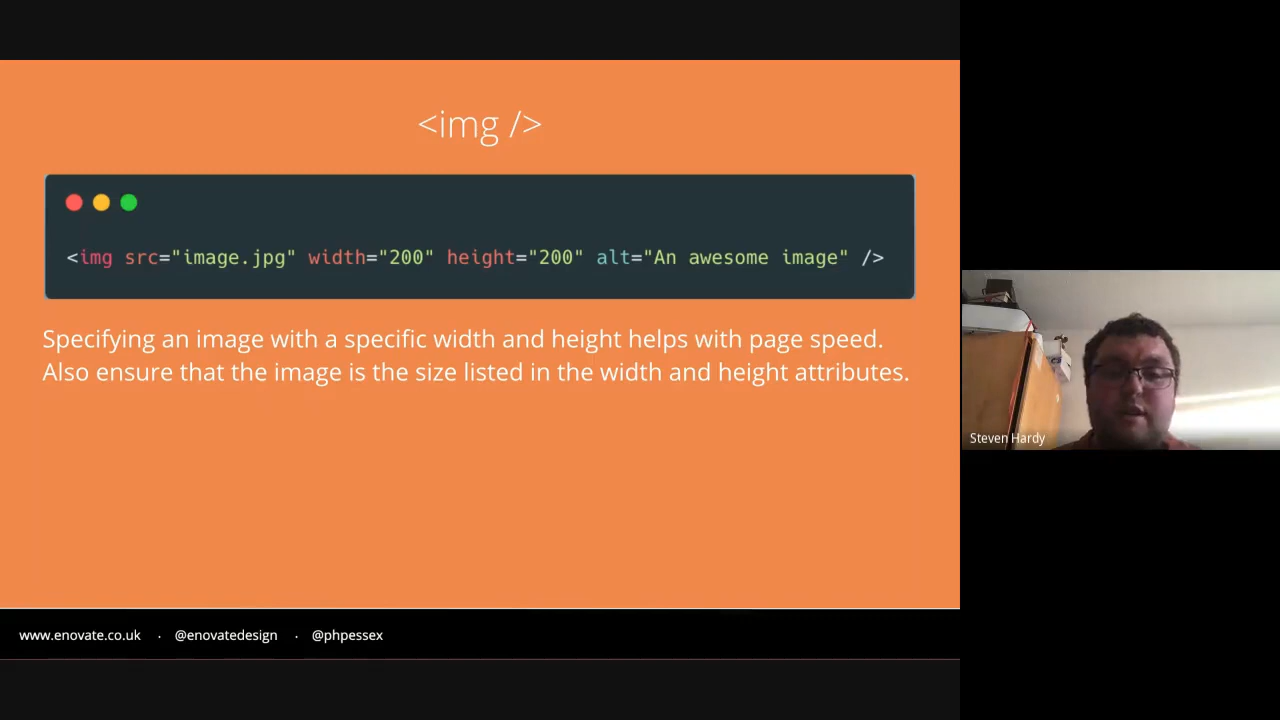 <img />
<img src="image.jpg" width="200" height="200" alt="An awesome image" />
Specifying an image with a specific width and height helps with page speed.
Also ensure that the image is the size listed in the width and height attributes.
Steven Hardy
www.enovate.co.uk · @enovatedesign · @phpessex